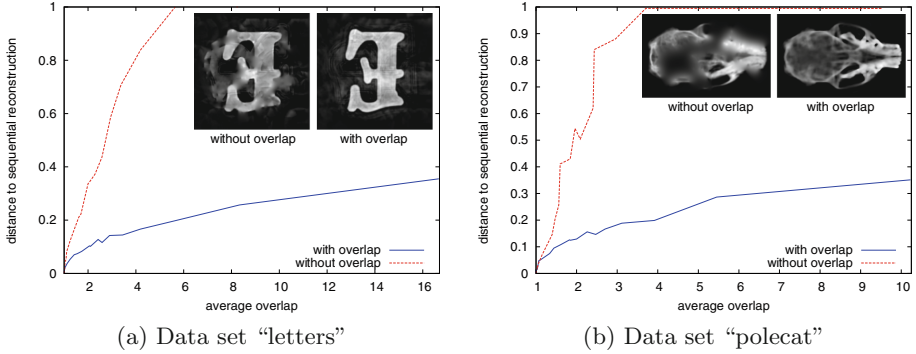 1
0.8
0.6
0.4
0.2
0
distance to sequential reconstruction
2 4 6 8 10 12 14 16
average overlap
without overlap
with overlap
with overlap
without overlap
(a) Data set “letters”
1
0.9
0.8
0.7
0.6
0.5
0.4
0.3
0.2
0.1
0
distance to sequential reconstruction
1 2 3 4 5 6 7 8 9 10
average overlap
without overlap
with overlap
with overlap
without overlap
(b) Data set “polecat”